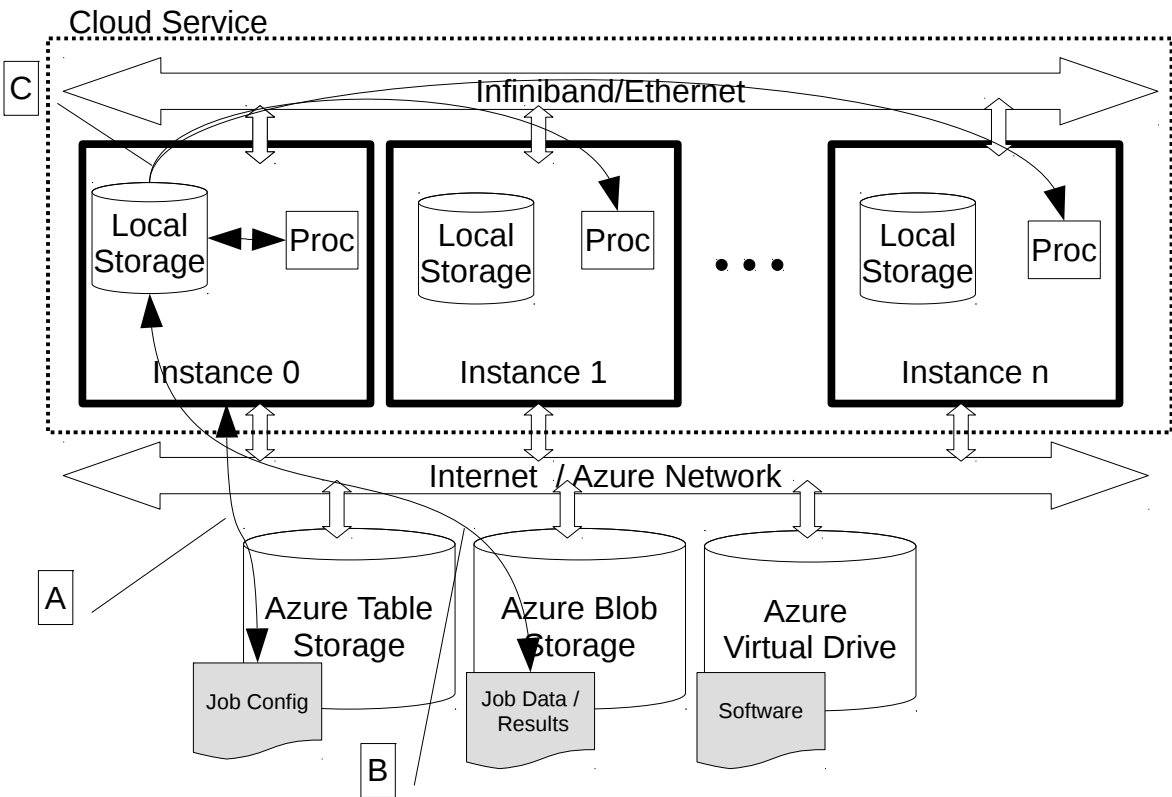 Cloud Service
C
Infiniband/Ethernet
Local
Storage
Proc
Instance 0
Local
Storage
Proc
Instance 1
Local
Storage
Proc
Instance n
Internet / Azure Network
A
Azure Table
Storage
Job Config
Azure Blob
Storage
Job Data /
Results
Azure
Virtual Drive
Software
B